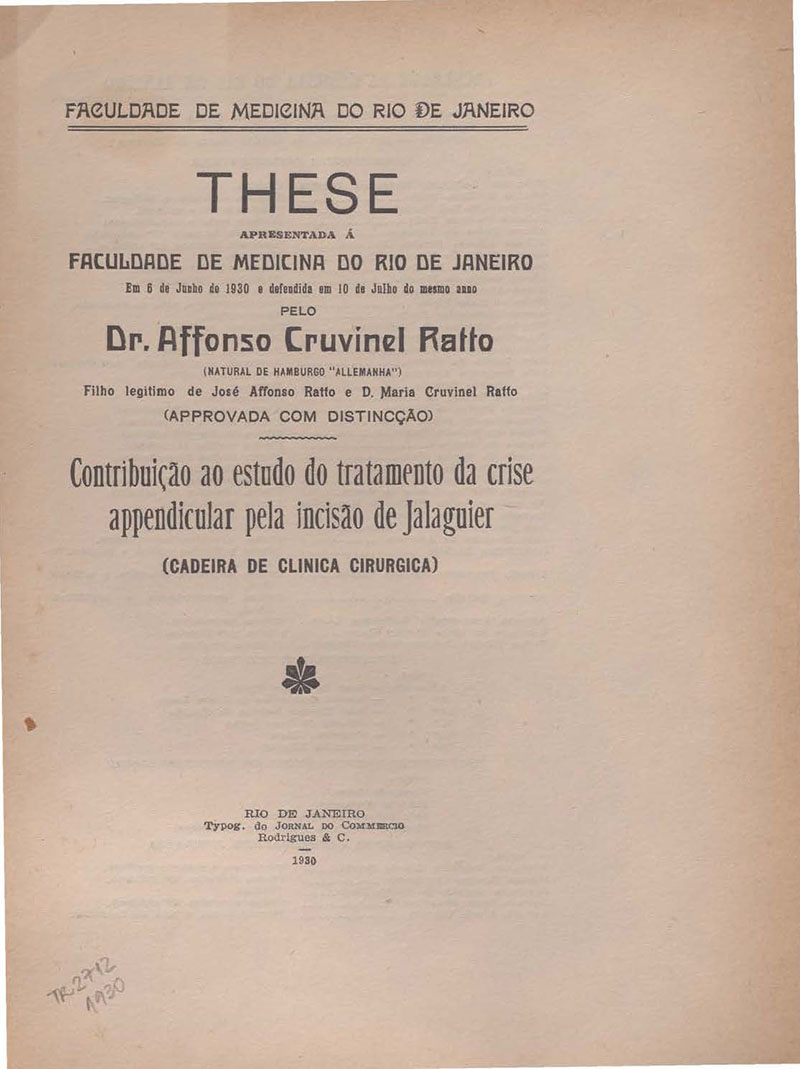 FACULDADE DE MEDICINA DO RIO DE JANEIRO
THESE
APRESENTADA Á
FACULDADE DE MEDICINA DO RIO DE JANEIRO
Em 6 de Junho de 1930 e defendida em 10 de Julho do mesmo anno
PELO
Dr. Affonso Cruvinel Ratto
(NATURAL DE HAMBURGO "ALLEMANHA")
Filho legitimo de José Affonso Ratto e D. Maria Cruvinel Ratto
(APPROVADA COM DISTINCÇÃO)
Contribuição ao estudo do tratamento da crise
appendicular pela incisão de Jalaguier
(CADEIRA DE CLINICA CIRURGICA)
RIO DE JANEIRO
Typog. do JORNAL DO COMMERCIO
Rodrigues & C.
1930
TR2712
1930